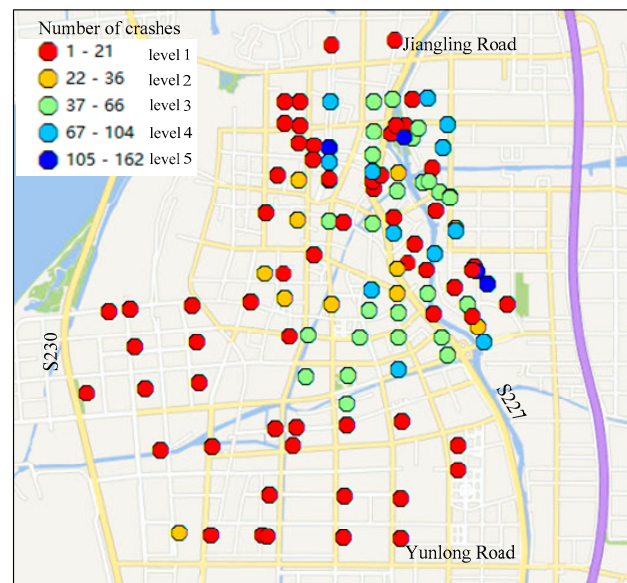 Number of crashes
1 - 21 level 1
22 - 36 level 2
37 - 66 level 3
67 - 104 level 4
105 - 162 level 5
Jiangling Road
S230
S227
Yunlong Road